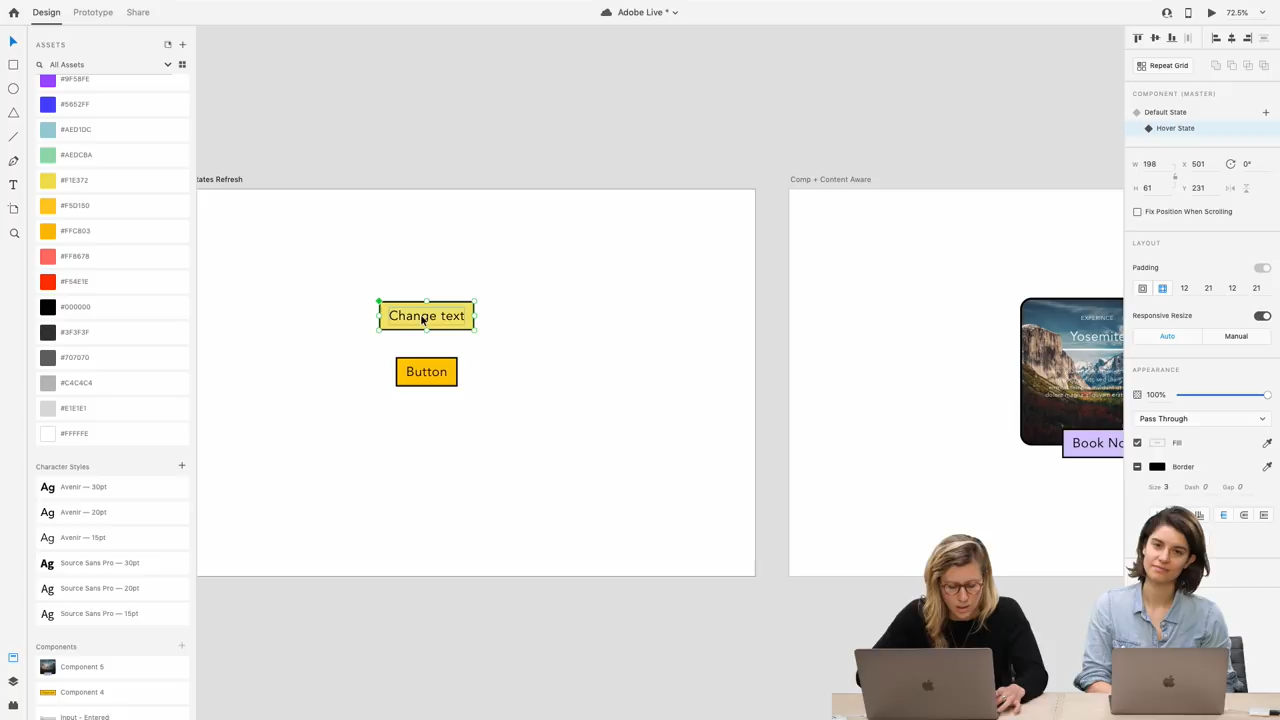 Design Prototype Share Adobe Live * 72.5%
ASSETS
All Assets
#9F58FE
#5652FF
#AED1DC
#AEDCBA
#F1E372
#F5D150
#FFC803
#FF8678
#F54E1E
#000000
#3F3F3F
#707070
#C4C4C4
#E1E1E1
#FFFFFE
Character Styles
Ag Avenir — 30pt
Ag Avenir — 20pt
Ag Avenir — 15pt
Ag Source Sans Pro — 30pt
Ag Source Sans Pro — 20pt
Ag Source Sans Pro — 15pt
Components
Component 5
Component 4
Input - Entered
tates Refresh
Change text
Button
Comp + Content Aware
EXPERINCE
Yosemite
Book No
Repeat Grid
COMPONENT (MASTER)
Default State
Hover State
W 198 X 501 0°
H 61 Y 231
Fix Position When Scrolling
LAYOUT
Padding
12 21 12 21
Responsive Resize
Auto Manual
APPEARANCE
100%
Pass Through
Fill
Border
Size 3 Dash 0 Gap 0